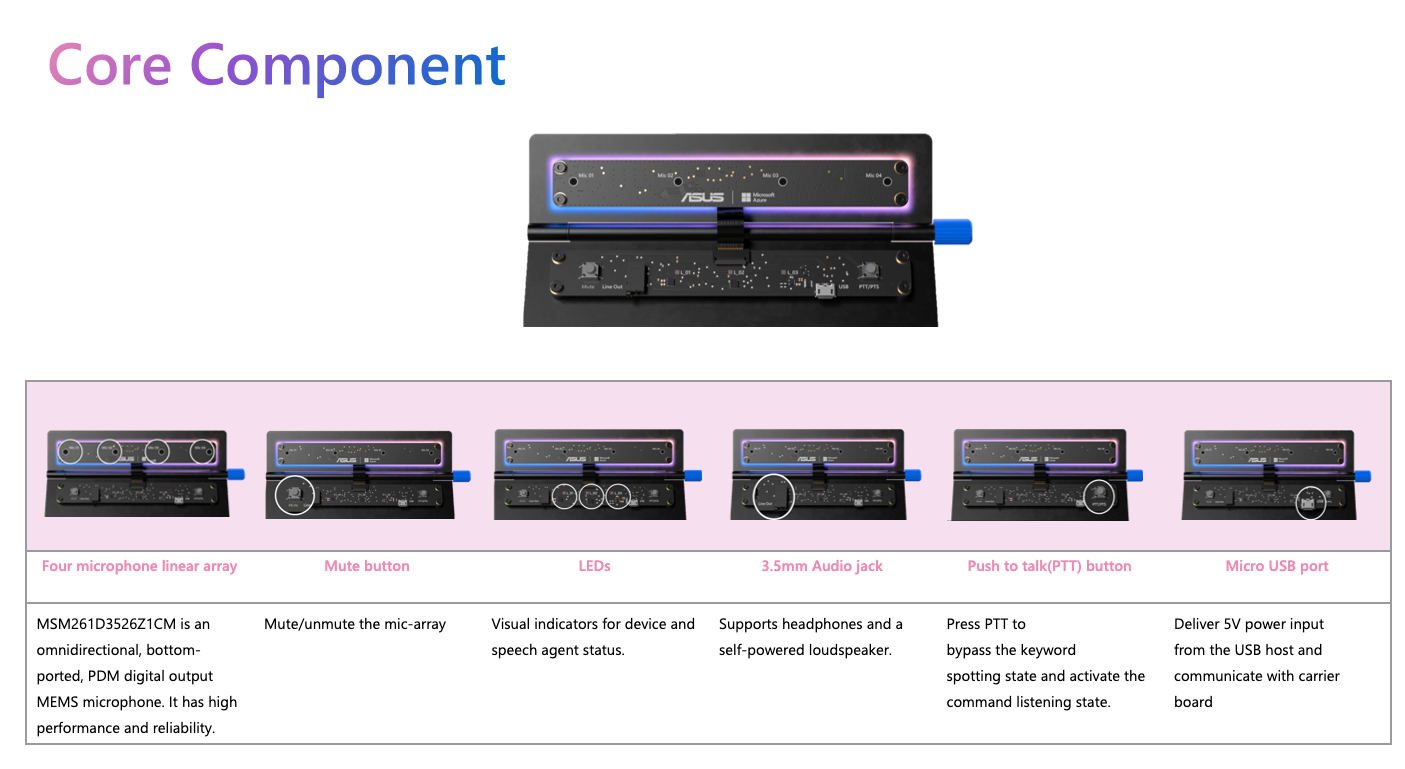 Core Component
Mic 01
Mic 02
Mic 03
Mic 04
ASUS
Microsoft
Azure
L_01
L_02
L_03
Mute
Line Out
USB
PTT/PTS
Four microphone linear array
Mute button
LEDs
3.5mm Audio jack
Push to talk(PTT) button
Micro USB port
MSM261D3526Z1CM is an
omnidirectional, bottom-
ported, PDM digital output
MEMS microphone. It has high
performance and reliability.
Mute/unmute the mic-array
Visual indicators for device and
speech agent status.
Supports headphones and a
self-powered loudspeaker.
Press PTT to
bypass the keyword
spotting state and activate the
command listening state.
Deliver 5V power input
from the USB host and
communicate with carrier
board